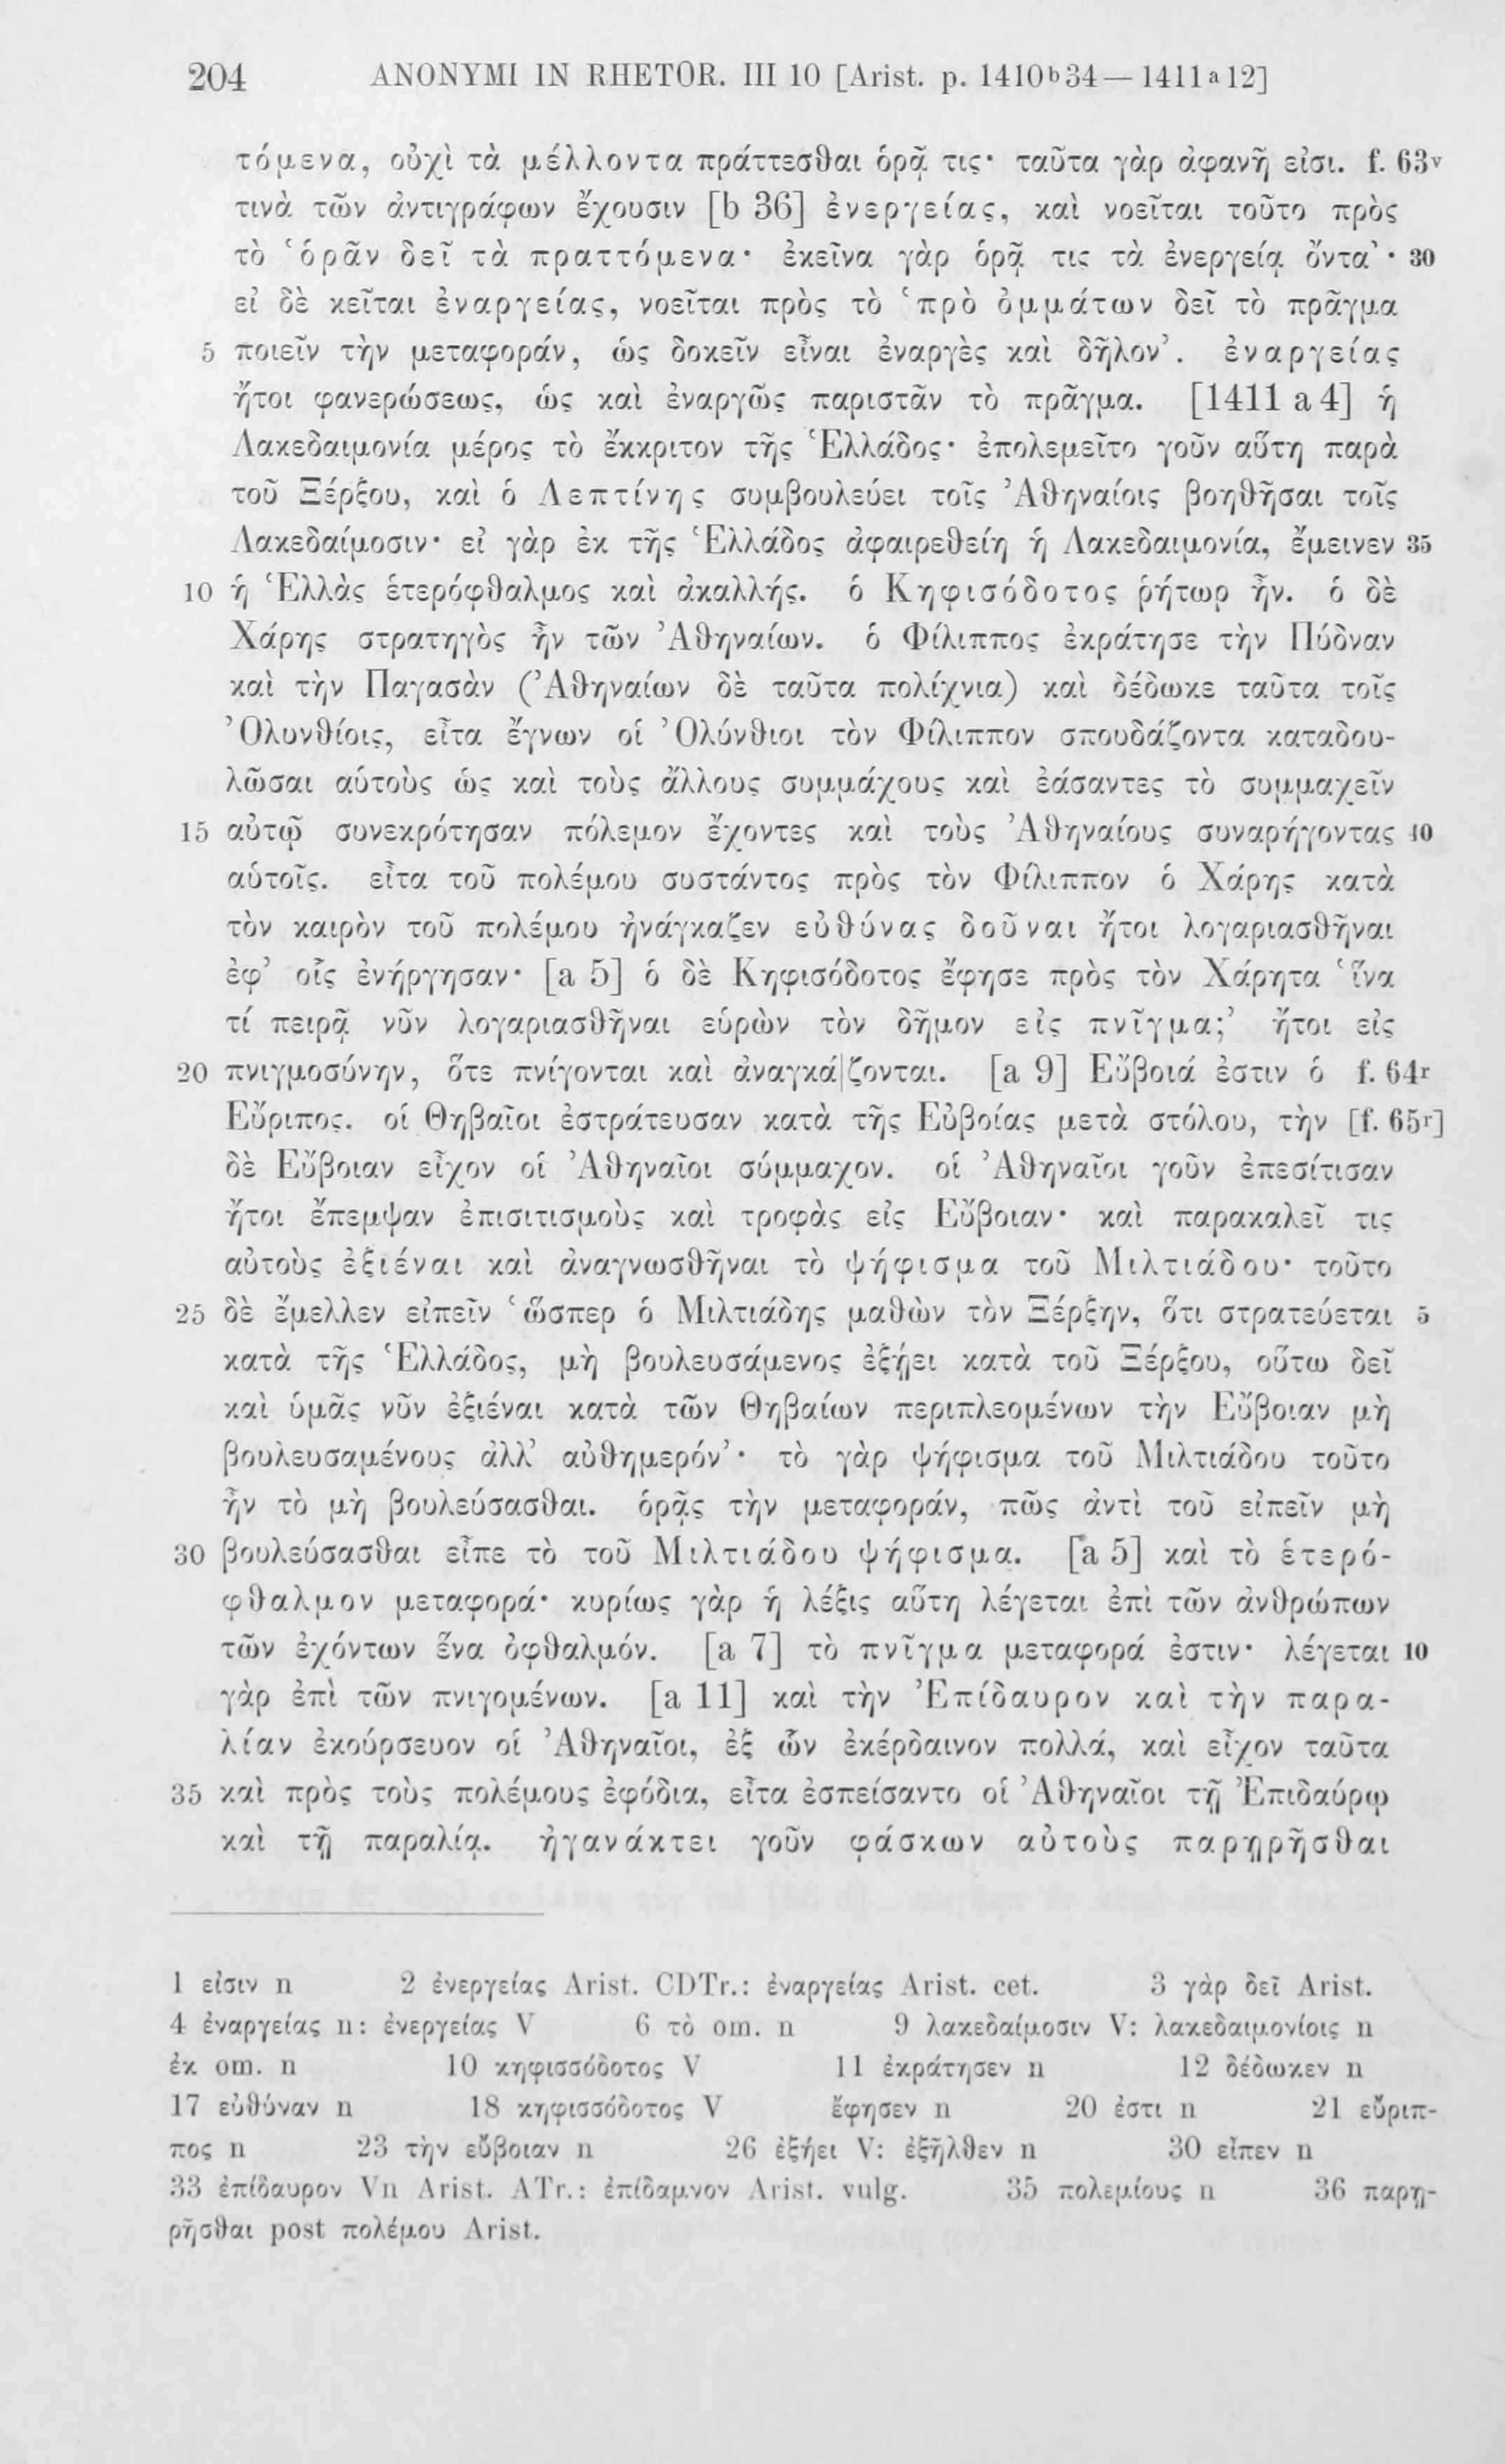 204 ANONYMI IN RHETOR. III 10 [Arist. p. 1410b34—1411a12]
τόμενα, οὐχὶ τὰ μέλλοντα πράττεσθαι ὁρᾷ τις· ταῦτα γὰρ ἀφανῆ εἰσι. f. 63v
τινὰ τῶν ἀντιγράφων ἔχουσιν [b 36] ἐνεργείας, καὶ νοεῖται τοῦτο πρὸς
τὸ ‘ὁρᾶν δεῖ τὰ πραττόμενα· ἐκεῖνα γὰρ ὁρᾷ τις τὰ ἐνεργείᾳ ὄντα’· 30
εἰ δὲ κεῖται ἐναργείας, νοεῖται πρὸς τὸ ‘πρὸ ὀμμάτων δεῖ τὸ πρᾶγμα
5 ποιεῖν τὴν μεταφοράν, ὡς δοκεῖν εἶναι ἐναργὲς καὶ δῆλον’. ἐναργείας
ἤτοι φανερώσεως, ὡς καὶ ἐναργῶς παριστᾶν τὸ πρᾶγμα. [1411 a 4] ἡ
Λακεδαιμονία μέρος τὸ ἔκκριτον τῆς Ἑλλάδος· ἐπολεμεῖτο γοῦν αὕτη παρὰ
τοῦ Ξέρξου, καὶ ὁ Λεπτίνης συμβουλεύει τοῖς Ἀθηναίοις βοηθῆσαι τοῖς
Λακεδαίμοσιν· εἰ γὰρ ἐκ τῆς Ἑλλάδος ἀφαιρεθείη ἡ Λακεδαιμονία, ἔμεινεν 35
10 ἡ Ἑλλὰς ἑτερόφθαλμος καὶ ἀκαλλής. ὁ Κηφισόδοτος ῥήτωρ ἦν. ὁ δὲ
Χάρης στρατηγὸς ἦν τῶν Ἀθηναίων. ὁ Φίλιππος ἐκράτησε τὴν Πύδναν
καὶ τὴν Παγασὰν (Ἀθηναίων δὲ ταῦτα πολίχνια) καὶ δέδωκε ταῦτα τοῖς
Ὀλυνθίοις, εἶτα ἔγνων οἱ Ὀλύνθιοι τὸν Φίλιππον σπουδάζοντα καταδου-
λῶσαι αὑτοὺς ὡς καὶ τοὺς ἄλλους συμμάχους καὶ ἐάσαντες τὸ συμμαχεῖν
15 αὐτῷ συνεκρότησαν πόλεμον ἔχοντες καὶ τοὺς Ἀθηναίους συναρήγοντας 40
αὑτοῖς. εἶτα τοῦ πολέμου συστάντος πρὸς τὸν Φίλιππον ὁ Χάρης κατὰ
τὸν καιρὸν τοῦ πολέμου ἠνάγκαζεν εὐθύνας δοῦναι ἤτοι λογαριασθῆναι
ἐφ’ οἷς ἐνήργησαν· [a 5] ὁ δὲ Κηφισόδοτος ἔφησε πρὸς τὸν Χάρητα ‘ἵνα
τί πειρᾷ νῦν λογαριασθῆναι εὑρὼν τὸν δῆμον εἰς πνῖγμα;’ ἤτοι εἰς
20 πνιγμοσύνην, ὅτε πνίγονται καὶ ἀναγκά|ζονται. [a 9] Εὔβοιά ἐστιν ὁ f. 64r
Εὔριπος. οἱ Θηβαῖοι ἐστράτευσαν κατὰ τῆς Εὐβοίας μετὰ στόλου, τὴν [f. 65r]
δὲ Εὔβοιαν εἶχον οἱ Ἀθηναῖοι σύμμαχον. οἱ Ἀθηναῖοι γοῦν ἐπεσίτισαν
ἤτοι ἔπεμψαν ἐπισιτισμοὺς καὶ τροφὰς εἰς Εὔβοιαν· καὶ παρακαλεῖ τις
αὐτοὺς ἐξιέναι καὶ ἀναγνωσθῆναι τὸ ψήφισμα τοῦ Μιλτιάδου· τοῦτο
25 δὲ ἔμελλεν εἰπεῖν ‘ὥσπερ ὁ Μιλτιάδης μαθὼν τὸν Ξέρξην, ὅτι στρατεύεται 5
κατὰ τῆς Ἑλλάδος, μὴ βουλευσάμενος ἐξῄει κατὰ τοῦ Ξέρξου, οὕτω δεῖ
καὶ ὑμᾶς νῦν ἐξιέναι κατὰ τῶν Θηβαίων περιπλεομένων τὴν Εὔβοιαν μὴ
βουλευσαμένους ἀλλ’ αὐθημερόν’· τὸ γὰρ ψήφισμα τοῦ Μιλτιάδου τοῦτο
ἦν τὸ μὴ βουλεύσασθαι. ὁρᾷς τὴν μεταφοράν, πῶς ἀντὶ τοῦ εἰπεῖν μὴ
30 βουλεύσασθαι εἶπε τὸ τοῦ Μιλτιάδου ψήφισμα. [a 5] καὶ τὸ ἑτερό-
φθαλμον μεταφορά· κυρίως γὰρ ἡ λέξις αὕτη λέγεται ἐπὶ τῶν ἀνθρώπων
τῶν ἐχόντων ἕνα ὀφθαλμόν. [a 7] τὸ πνῖγμα μεταφορά ἐστιν· λέγεται 10
γὰρ ἐπὶ τῶν πνιγομένων. [a 11] καὶ τὴν Ἐπίδαυρον καὶ τὴν παρα-
λίαν ἐκούρσευον οἱ Ἀθηναῖοι, ἐξ ὧν ἐκέρδαινον πολλά, καὶ εἶχον ταῦτα
35 καὶ πρὸς τοὺς πολέμους ἐφόδια, εἶτα ἐσπείσαντο οἱ Ἀθηναῖοι τῇ Ἐπιδαύρῳ
καὶ τῇ παραλίᾳ. ἠγανάκτει γοῦν φάσκων αὐτοὺς παρῃρῆσθαι
1 εἰσιν n 2 ἐνεργείας Arist. CDTr.: ἐναργείας Arist. cet. 3 γὰρ δεῖ Arist.
4 ἐναργείας n: ἐνεργείας V 6 τὸ om. n 9 λακεδαίμοσιν V: λακεδαιμονίοις n
ἐκ om. n 10 κηφισσόδοτος V 11 ἐκράτησεν n 12 δέδωκεν n
17 εὐθύναν n 18 κηφισσόδοτος V ἔφησεν n 20 ἐστι n 21 εὔριπ-
πος n 23 τὴν εὔβοιαν n 26 ἐξήει V: ἐξῆλθεν n 30 εἶπεν n
33 ἐπίδαυρον Vn Arist. ATr.: ἐπίδαμνον Arist. vulg. 35 πολεμίους n 36 παρῃ-
ρῆσθαι post πολέμου Arist.